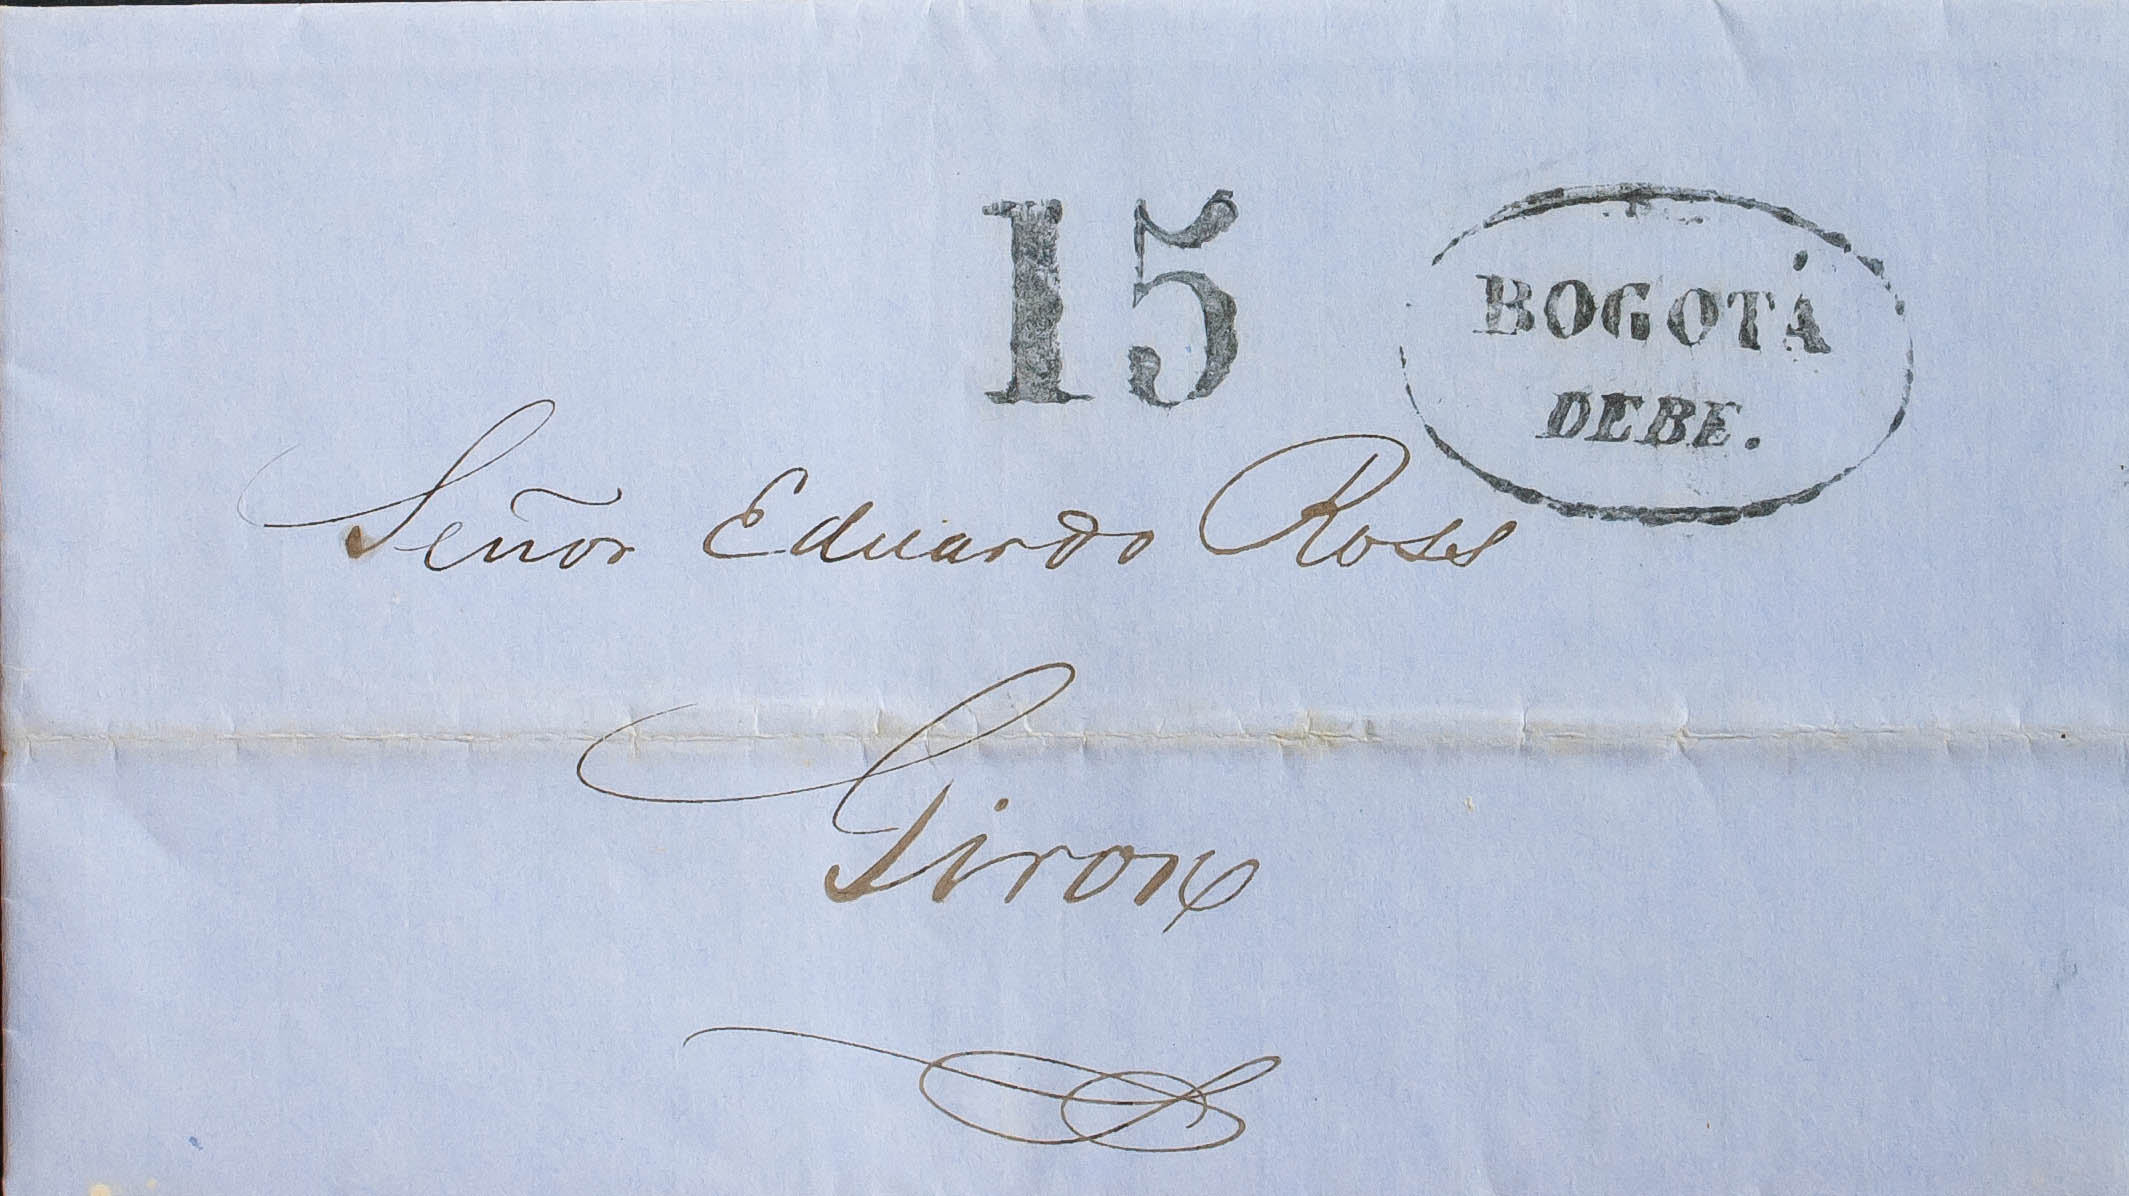 15
BOGOTÁ
DEBE.
Señor Eduardo Ross
Giron